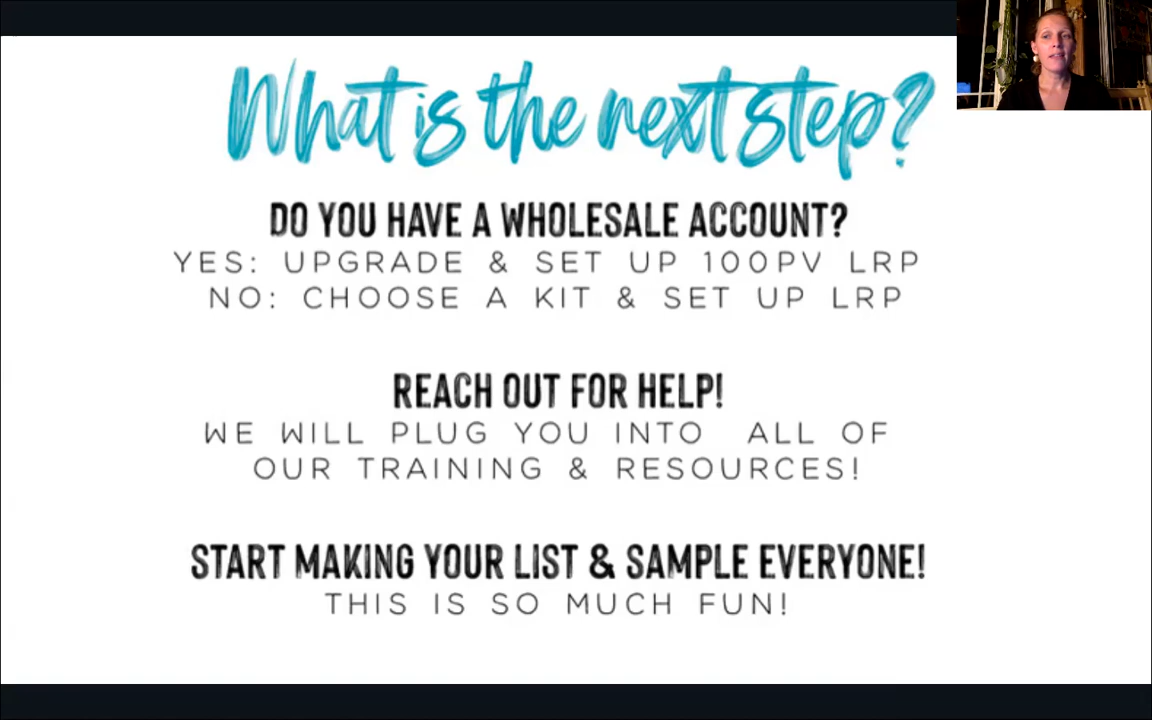 What is the next step?
DO YOU HAVE A WHOLESALE ACCOUNT?
YES: UPGRADE & SET UP 100PV LRP
NO: CHOOSE A KIT & SET UP LRP
REACH OUT FOR HELP!
WE WILL PLUG YOU INTO ALL OF
OUR TRAINING & RESOURCES!
START MAKING YOUR LIST & SAMPLE EVERYONE!
THIS IS SO MUCH FUN!